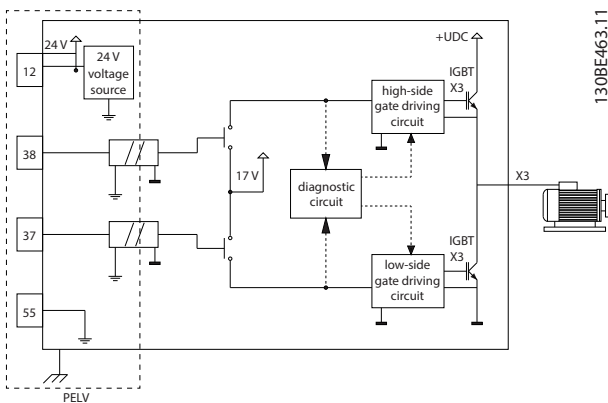 130BE463.11
+UDC
24 V
12
24 V
voltage
source
high-side
gate driving
circuit
IGBT
X3
38
17 V
diagnostic
circuit
X3
37
IGBT
X3
low-side
gate driving
circuit
55
PELV